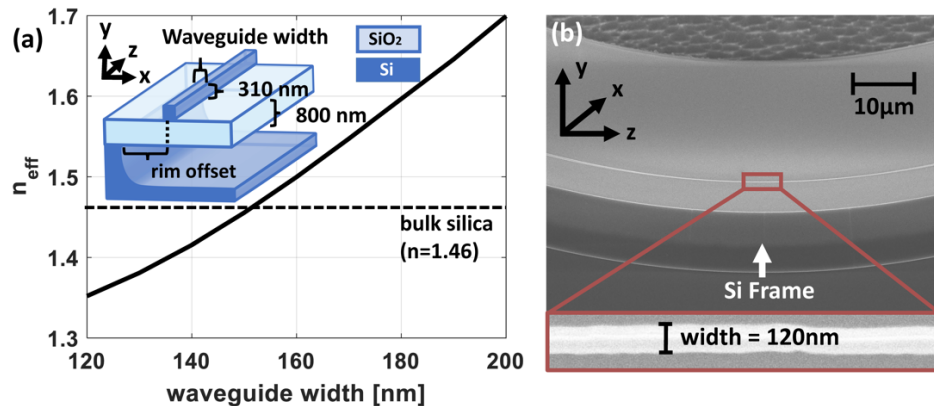 (a)
1.7
1.6
1.5
1.4
1.3
n_eff
y
z
x
Waveguide width
SiO₂
Si
310 nm
800 nm
rim offset
bulk silica
(n=1.46)
120
140
160
180
200
waveguide width [nm]
(b)
y
x
z
10μm
Si Frame
width = 120nm